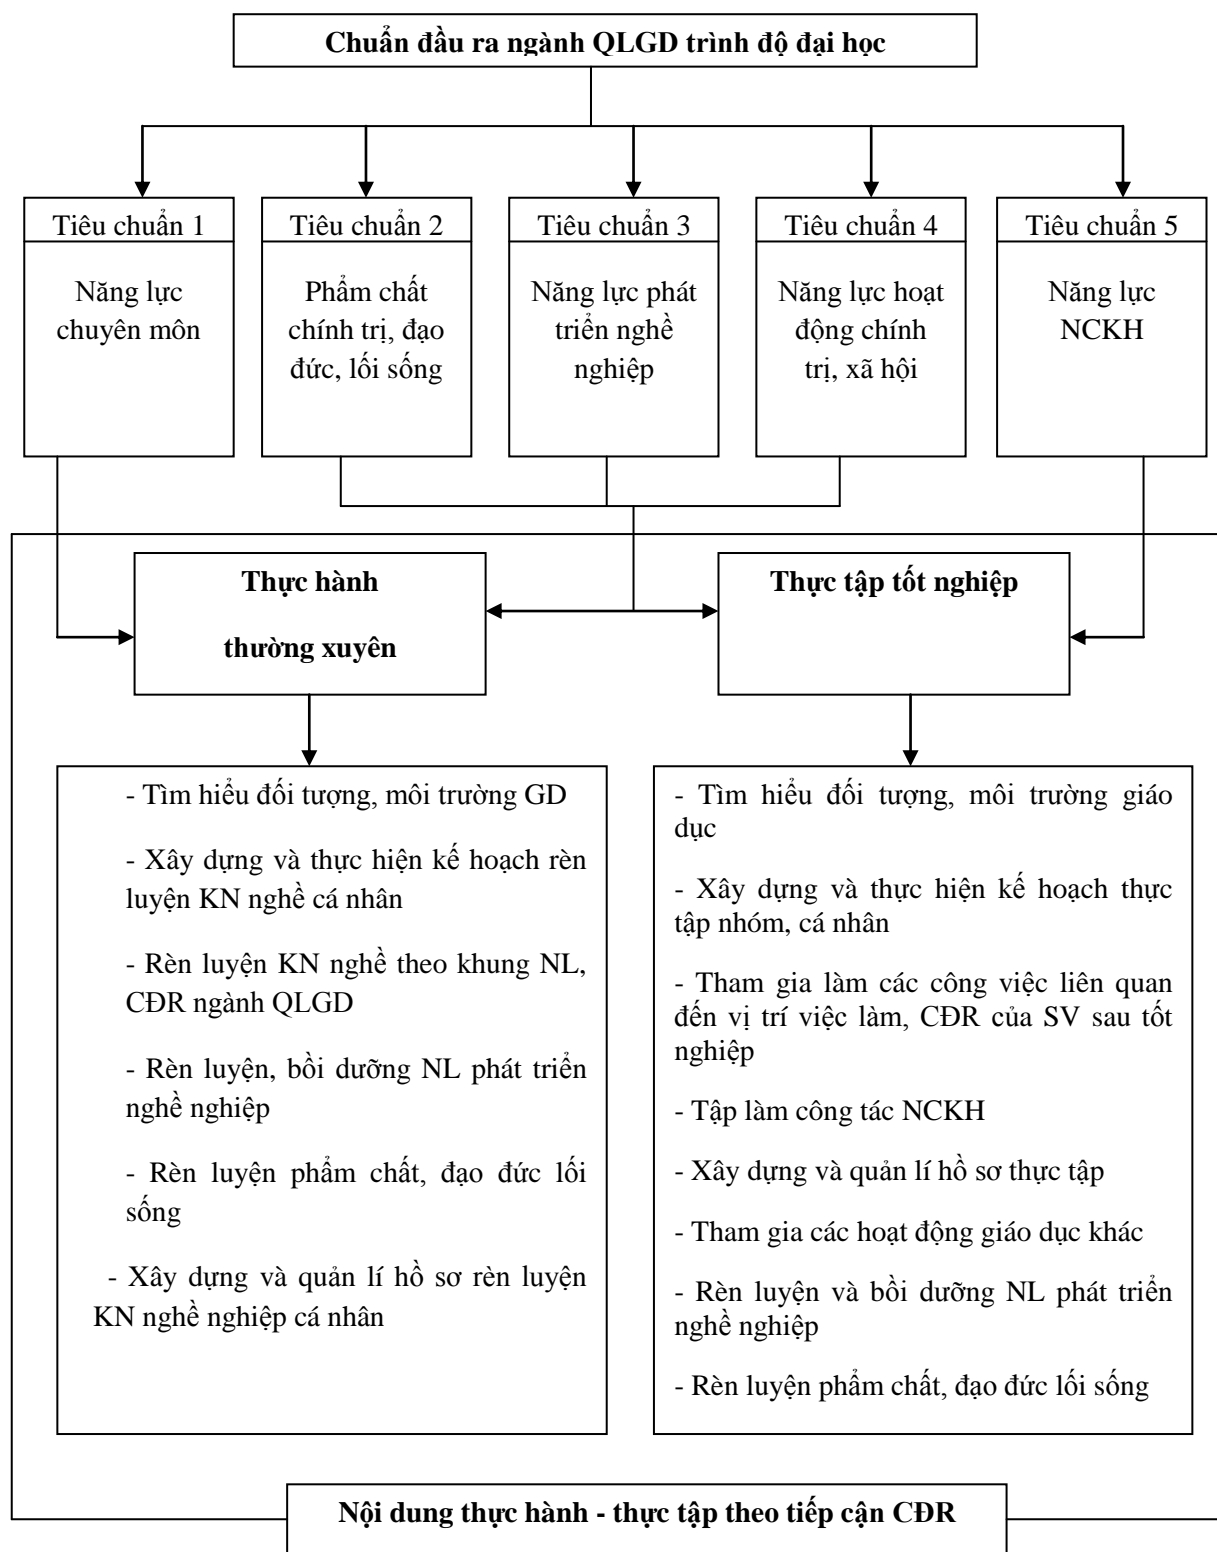 Chuẩn đầu ra ngành QLGD trình độ đại học
Tiêu chuẩn 1
Năng lực
chuyên môn
Tiêu chuẩn 2
Phẩm chất
chính trị, đạo
đức, lối sống
Tiêu chuẩn 3
Năng lực phát
triển nghề
nghiệp
Tiêu chuẩn 4
Năng lực hoạt
động chính
trị, xã hội
Tiêu chuẩn 5
Năng lực
NCKH
Thực hành
thường xuyên
Thực tập tốt nghiệp
- Tìm hiểu đối tượng, môi trường GD
- Xây dựng và thực hiện kế hoạch rèn
luyện KN nghề cá nhân
- Rèn luyện KN nghề theo khung NL,
CĐR ngành QLGD
- Rèn luyện, bồi dưỡng NL phát triển
nghề nghiệp
- Rèn luyện phẩm chất, đạo đức lối
sống
- Xây dựng và quản lí hồ sơ rèn luyện
KN nghề nghiệp cá nhân
- Tìm hiểu đối tượng, môi trường giáo
dục
- Xây dựng và thực hiện kế hoạch thực
tập nhóm, cá nhân
- Tham gia làm các công việc liên quan
đến vị trí việc làm, CĐR của SV sau tốt
nghiệp
- Tập làm công tác NCKH
- Xây dựng và quản lí hồ sơ thực tập
- Tham gia các hoạt động giáo dục khác
- Rèn luyện và bồi dưỡng NL phát triển
nghề nghiệp
- Rèn luyện phẩm chất, đạo đức lối sống
Nội dung thực hành - thực tập theo tiếp cận CĐR